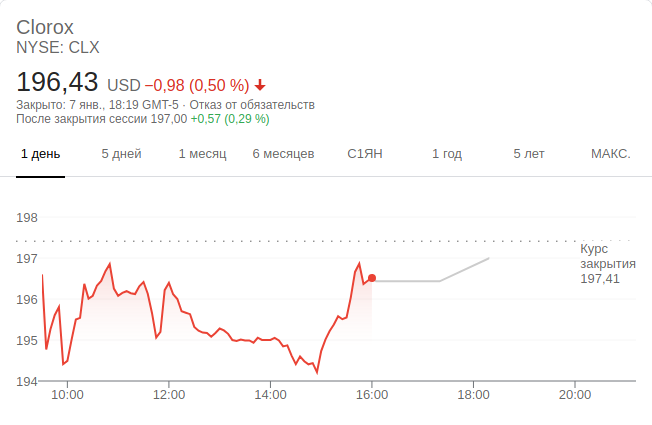 Clorox
NYSE: CLX
196,43 USD −0,98 (0,50 %)
Закрыто: 7 янв., 18:19 GMT-5 · Отказ от обязательств
После закрытия сессии 197,00 +0,57 (0,29 %)
1 день 5 дней 1 месяц 6 месяцев С1ЯН 1 год 5 лет МАКС.
198
197
196
195
194
Курс
закрытия
197,41
10:00 12:00 14:00 16:00 18:00 20:00